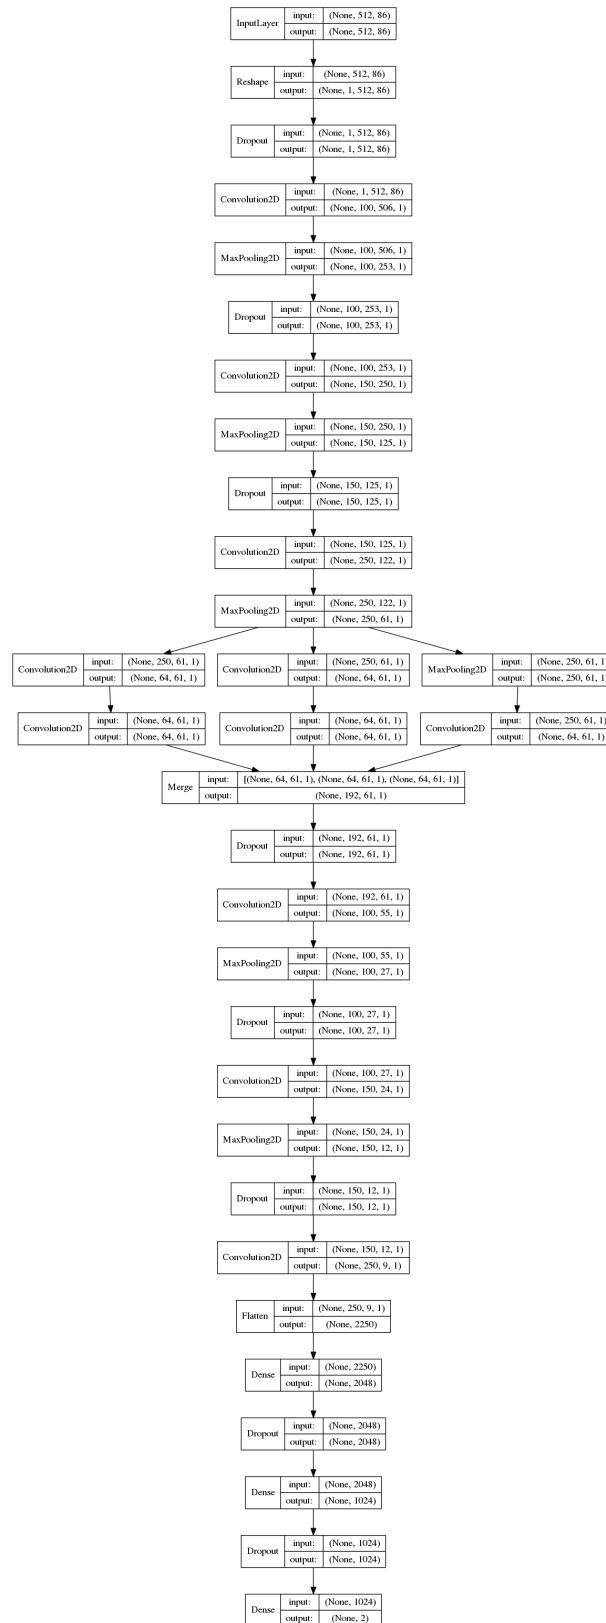 InputLayer input: (None, 512, 86)
output: (None, 512, 86)
Reshape input: (None, 512, 86)
output: (None, 1, 512, 86)
Dropout input: (None, 1, 512, 86)
output: (None, 1, 512, 86)
Convolution2D input: (None, 1, 512, 86)
output: (None, 100, 506, 1)
MaxPooling2D input: (None, 100, 506, 1)
output: (None, 100, 253, 1)
Dropout input: (None, 100, 253, 1)
output: (None, 100, 253, 1)
Convolution2D input: (None, 100, 253, 1)
output: (None, 150, 250, 1)
MaxPooling2D input: (None, 150, 250, 1)
output: (None, 150, 125, 1)
Dropout input: (None, 150, 125, 1)
output: (None, 150, 125, 1)
Convolution2D input: (None, 150, 125, 1)
output: (None, 250, 122, 1)
MaxPooling2D input: (None, 250, 122, 1)
output: (None, 250, 61, 1)
Convolution2D input: (None, 250, 61, 1)
output: (None, 64, 61, 1)
Convolution2D input: (None, 250, 61, 1)
output: (None, 64, 61, 1)
MaxPooling2D input: (None, 250, 61, 1)
output: (None, 250, 61, 1)
Convolution2D input: (None, 64, 61, 1)
output: (None, 64, 61, 1)
Convolution2D input: (None, 64, 61, 1)
output: (None, 64, 61, 1)
Convolution2D input: (None, 250, 61, 1)
output: (None, 64, 61, 1)
Merge input: [(None, 64, 61, 1), (None, 64, 61, 1), (None, 64, 61, 1)]
output: (None, 192, 61, 1)
Dropout input: (None, 192, 61, 1)
output: (None, 192, 61, 1)
Convolution2D input: (None, 192, 61, 1)
output: (None, 100, 55, 1)
MaxPooling2D input: (None, 100, 55, 1)
output: (None, 100, 27, 1)
Dropout input: (None, 100, 27, 1)
output: (None, 100, 27, 1)
Convolution2D input: (None, 100, 27, 1)
output: (None, 150, 24, 1)
MaxPooling2D input: (None, 150, 24, 1)
output: (None, 150, 12, 1)
Dropout input: (None, 150, 12, 1)
output: (None, 150, 12, 1)
Convolution2D input: (None, 150, 12, 1)
output: (None, 250, 9, 1)
Flatten input: (None, 250, 9, 1)
output: (None, 2250)
Dense input: (None, 2250)
output: (None, 2048)
Dropout input: (None, 2048)
output: (None, 2048)
Dense input: (None, 2048)
output: (None, 1024)
Dropout input: (None, 1024)
output: (None, 1024)
Dense input: (None, 1024)
output: (None, 2)